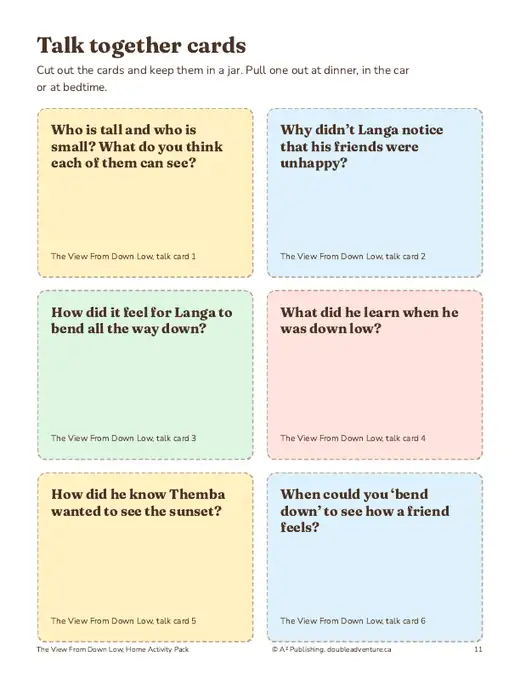 Talk together cards
Cut out the cards and keep them in a jar. Pull one out at dinner, in the car
or at bedtime.
Who is tall and who is
small? What do you think
each of them can see?
The View From Down Low, talk card 1
Why didn’t Langa notice
that his friends were
unhappy?
The View From Down Low, talk card 2
How did it feel for Langa to
bend all the way down?
The View From Down Low, talk card 3
What did he learn when he
was down low?
The View From Down Low, talk card 4
How did he know Themba
wanted to see the sunset?
The View From Down Low, talk card 5
When could you ‘bend
down’ to see how a friend
feels?
The View From Down Low, talk card 6
The View From Down Low, Home Activity Pack
© A² Publishing, doubleadventure.ca
11